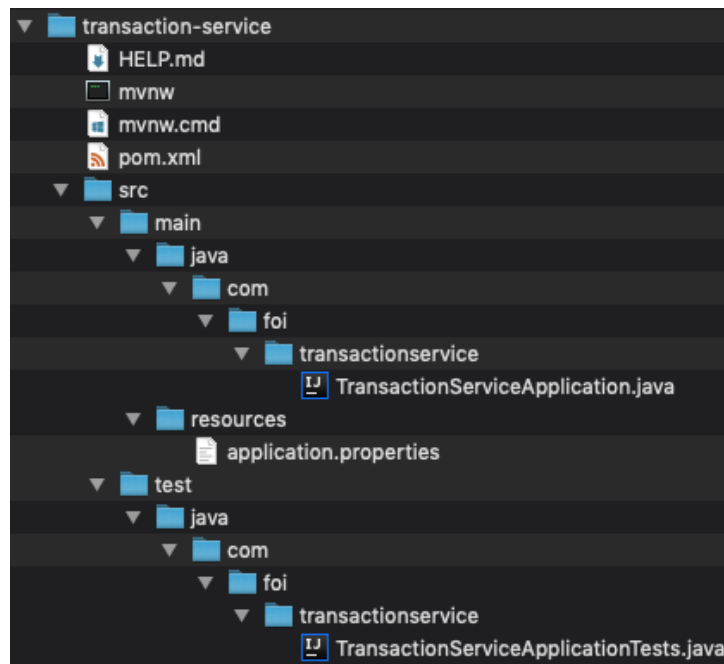 transaction-service
HELP.md
mvnw
mvnw.cmd
pom.xml
src
main
java
com
foi
transactionservice
TransactionServiceApplication.java
resources
application.properties
test
java
com
foi
transactionservice
TransactionServiceApplicationTests.java